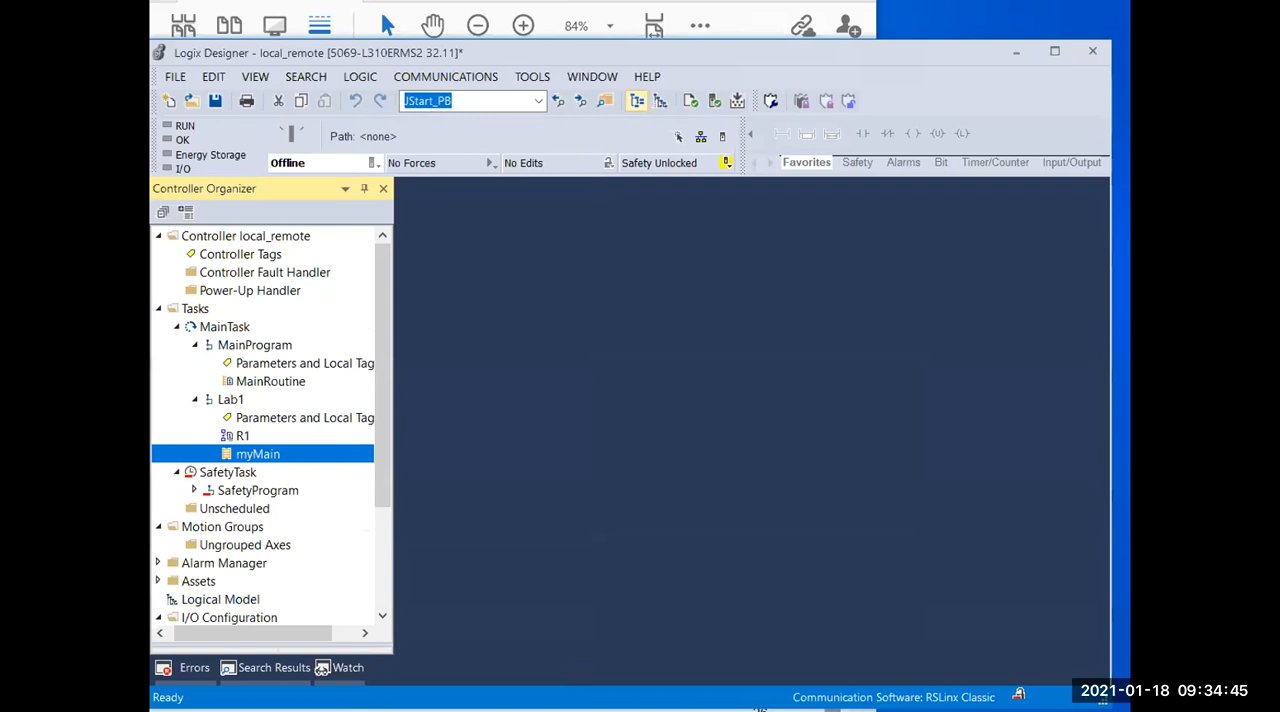 84%
Logix Designer - local_remote [5069-L310ERMS2 32.11]*
FILE EDIT VIEW SEARCH LOGIC COMMUNICATIONS TOOLS WINDOW HELP
JStart_PB
RUN
OK
Energy Storage
I/O
Path: <none>
Offline No Forces No Edits Safety Unlocked
Favorites Safety Alarms Bit Timer/Counter Input/Output
Controller Organizer
Controller local_remote
Controller Tags
Controller Fault Handler
Power-Up Handler
Tasks
MainTask
MainProgram
Parameters and Local Tag
MainRoutine
Lab1
Parameters and Local Tag
R1
myMain
SafetyTask
SafetyProgram
Unscheduled
Motion Groups
Ungrouped Axes
Alarm Manager
Assets
Logical Model
I/O Configuration
Errors Search Results Watch
Ready
Communication Software: RSLinx Classic
2021-01-18 09:34:45